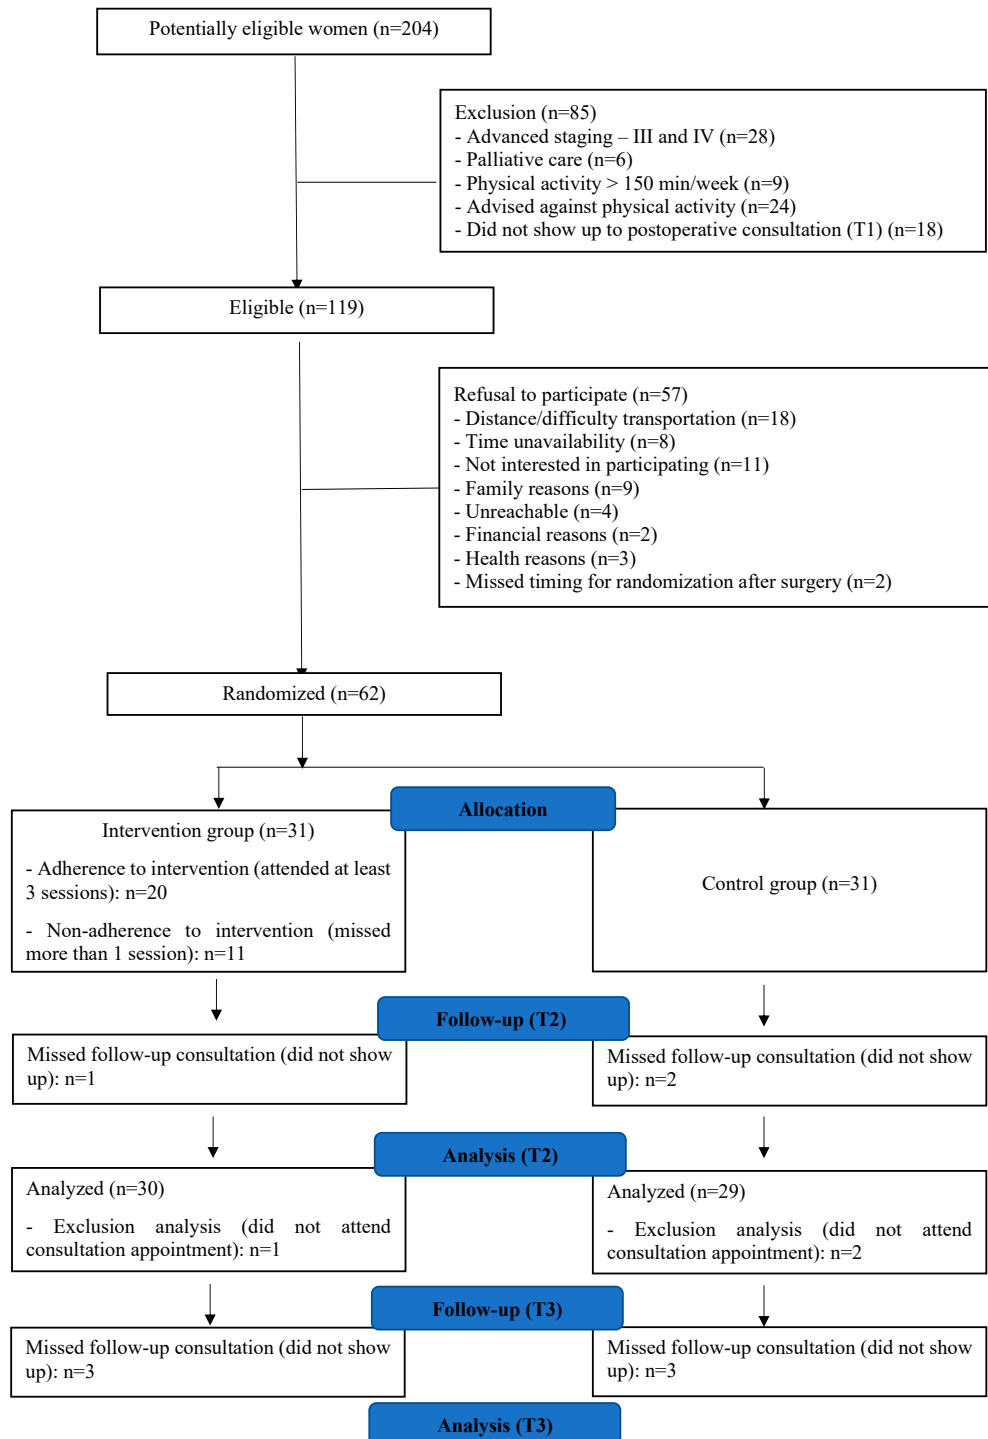 Potentially eligible women (n=204)
Exclusion (n=85)
- Advanced staging – III and IV (n=28)
- Palliative care (n=6)
- Physical activity > 150 min/week (n=9)
- Advised against physical activity (n=24)
- Did not show up to postoperative consultation (T1) (n=18)
Eligible (n=119)
Refusal to participate (n=57)
- Distance/difficulty transportation (n=18)
- Time unavailability (n=8)
- Not interested in participating (n=11)
- Family reasons (n=9)
- Unreachable (n=4)
- Financial reasons (n=2)
- Health reasons (n=3)
- Missed timing for randomization after surgery (n=2)
Randomized (n=62)
Allocation
Intervention group (n=31)
- Adherence to intervention (attended at least
3 sessions): n=20
- Non-adherence to intervention (missed
more than 1 session): n=11
Control group (n=31)
Follow-up (T2)
Missed follow-up consultation (did not show
up): n=1
Missed follow-up consultation (did not show
up): n=2
Analysis (T2)
Analyzed (n=30)
- Exclusion analysis (did not attend
consultation appointment): n=1
Analyzed (n=29)
- Exclusion analysis (did not attend
consultation appointment): n=2
Follow-up (T3)
Missed follow-up consultation (did not show
up): n=3
Missed follow-up consultation (did not show
up): n=3
Analysis (T3)